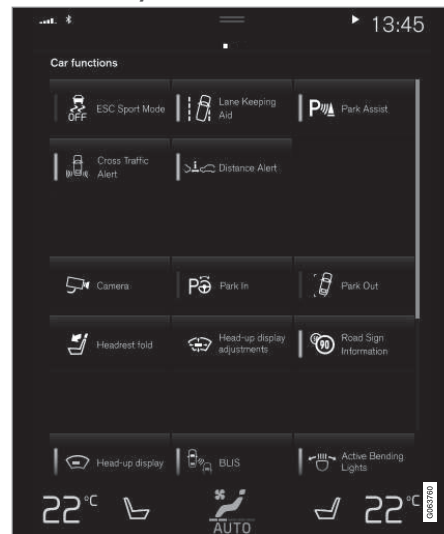 13:45
Car functions
OFF
ESC Sport Mode
Lane Keeping
Aid
P
Park Assist
Cross Traffic
Alert
Distance Alert
Camera
P
Park In
Park Out
Headrest fold
Head-up display
adjustments
90
Road Sign
Information
Head-up display
BLIS
Active Bending
Lights
22°C
AUTO
22°C
G063760